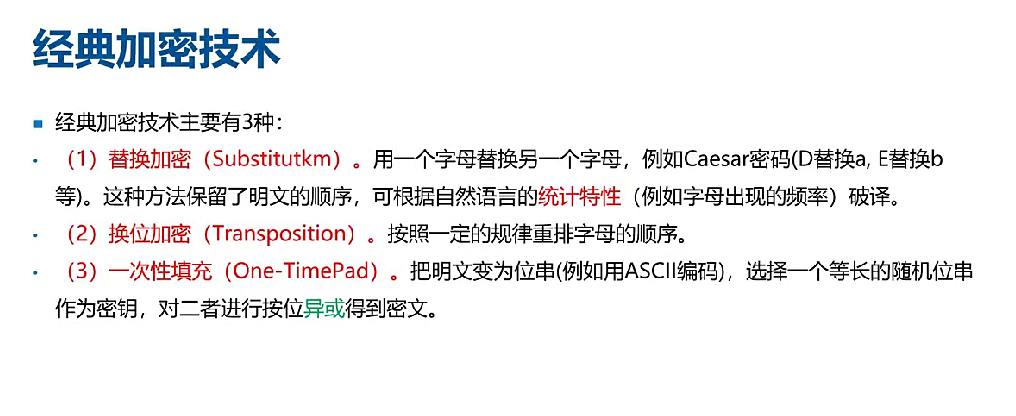 经典加密技术
经典加密技术主要有3种：
（1）替换加密（Substitutkm）。用一个字母替换另一个字母，例如Caesar密码(D替换a, E替换b
等)。这种方法保留了明文的顺序，可根据自然语言的统计特性（例如字母出现的频率）破译。
（2）换位加密（Transposition）。按照一定的规律重排字母的顺序。
（3）一次性填充（One-TimePad）。把明文变为位串(例如用ASCII编码)，选择一个等长的随机位串
作为密钥，对二者进行按位异或得到密文。